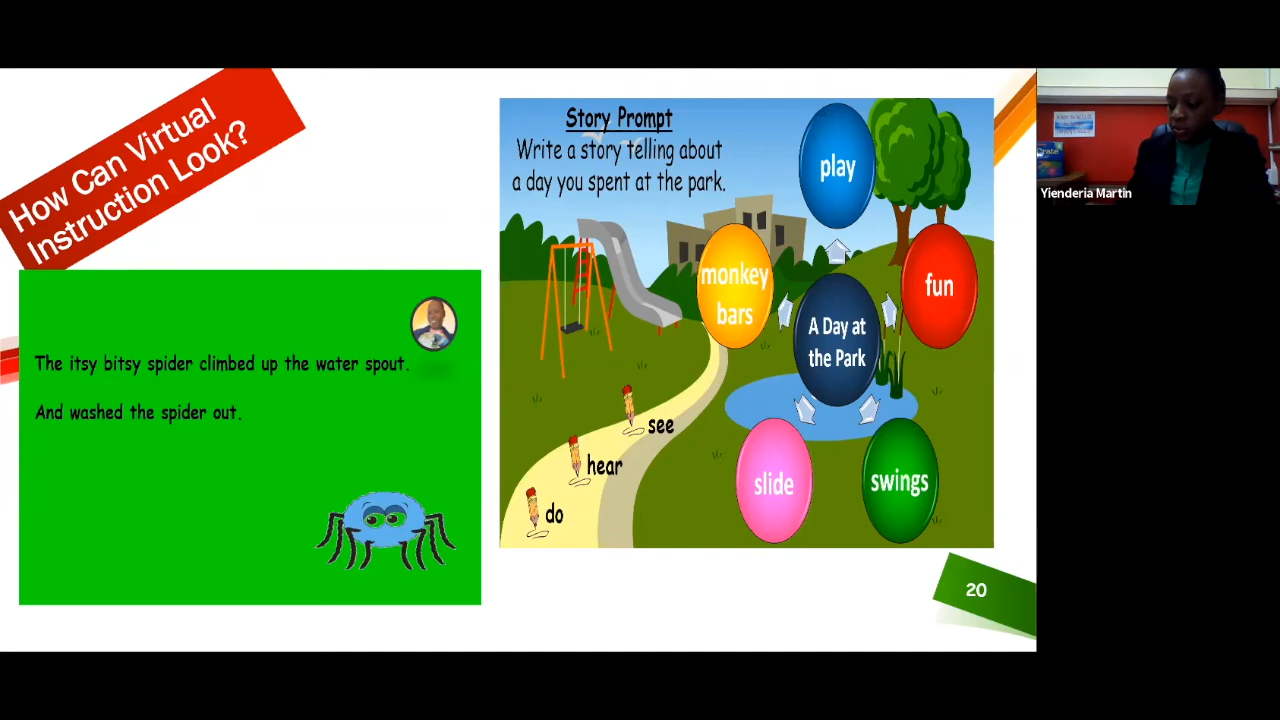 How Can Virtual
Instruction Look?
The itsy bitsy spider climbed up the water spout.
And washed the spider out.
Story Prompt
Write a story telling about
a day you spent at the park.
play
monkey
bars
fun
A Day at
the Park
slide
swings
see
hear
do
20
Yienderia Martin